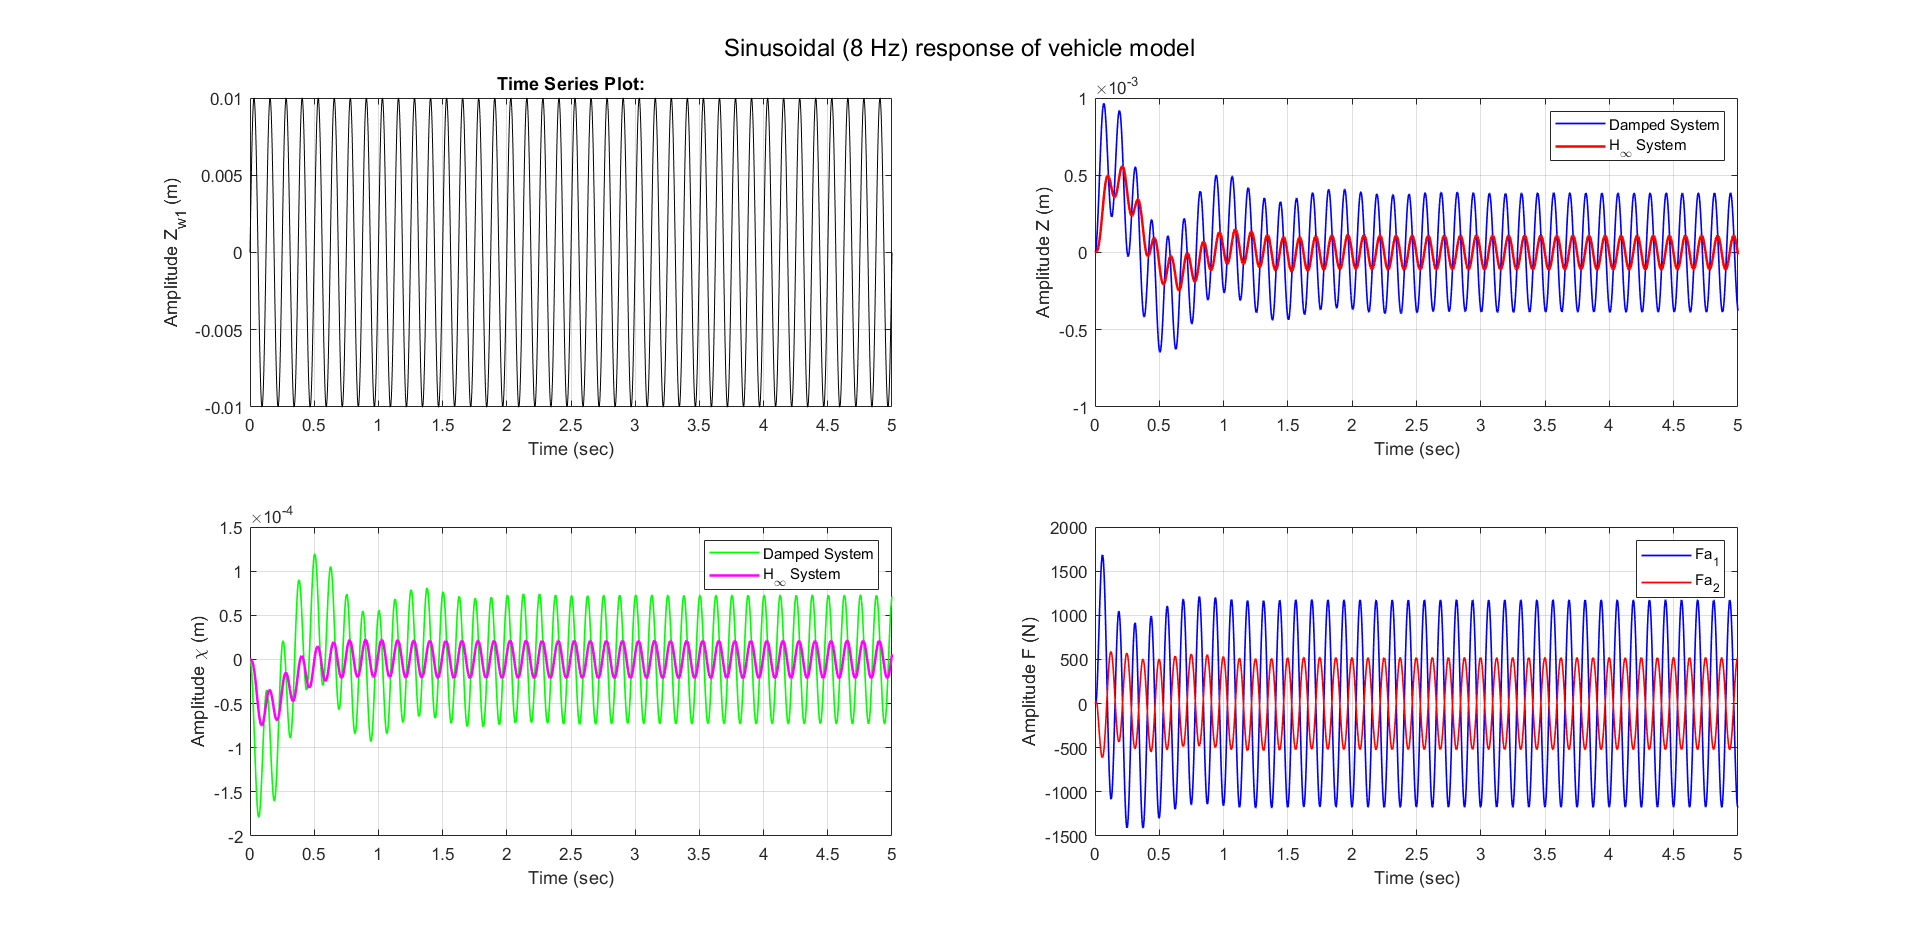 Sinusoidal (8 Hz) response of vehicle model
Time Series Plot:
0.01
0.005
0
-0.005
-0.01
Amplitude Z_w1 (m)
0 0.5 1 1.5 2 2.5 3 3.5 4 4.5 5
Time (sec)
×10^-3
1
0.5
0
-0.5
-1
Amplitude Z (m)
Damped System
H_∞ System
0 0.5 1 1.5 2 2.5 3 3.5 4 4.5 5
Time (sec)
×10^-4
1.5
1
0.5
0
-0.5
-1
-1.5
-2
Amplitude χ (m)
Damped System
H_∞ System
0 0.5 1 1.5 2 2.5 3 3.5 4 4.5 5
Time (sec)
2000
1500
1000
500
0
-500
-1000
-1500
Amplitude F (N)
Fa_1
Fa_2
0 0.5 1 1.5 2 2.5 3 3.5 4 4.5 5
Time (sec)